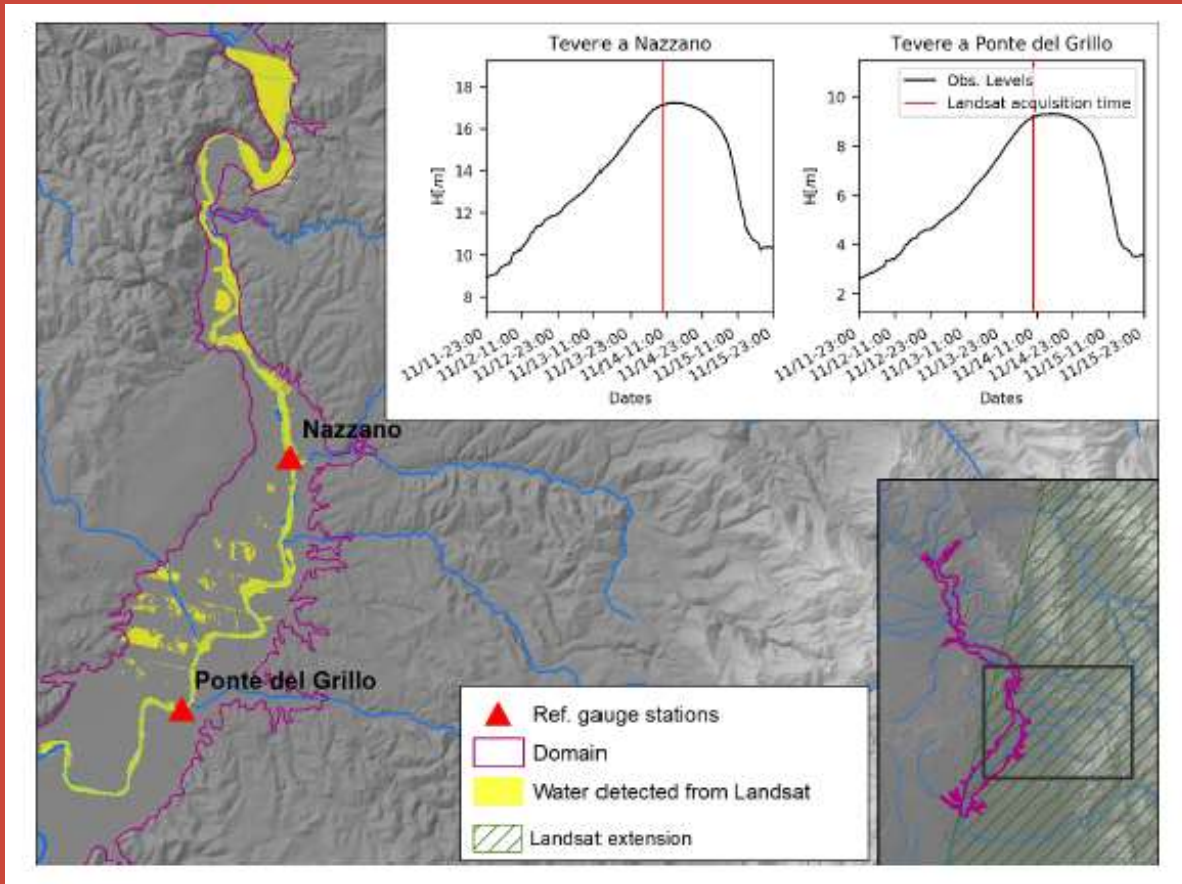 Tevere a Nazzano
H[m]
18
16
14
12
10
8
11/11-23:00
11/12-11:00
11/12-23:00
11/13-11:00
11/13-23:00
11/14-11:00
11/14-23:00
11/15-11:00
11/15-23:00
Dates
Tevere a Ponte del Grillo
Obs. Levels
Landsat acquisition time
H[m]
10
8
6
4
2
11/11-23:00
11/12-11:00
11/12-23:00
11/13-11:00
11/13-23:00
11/14-11:00
11/14-23:00
11/15-11:00
11/15-23:00
Dates
Nazzano
Ponte del Grillo
Ref. gauge stations
Domain
Water detected from Landsat
Landsat extension